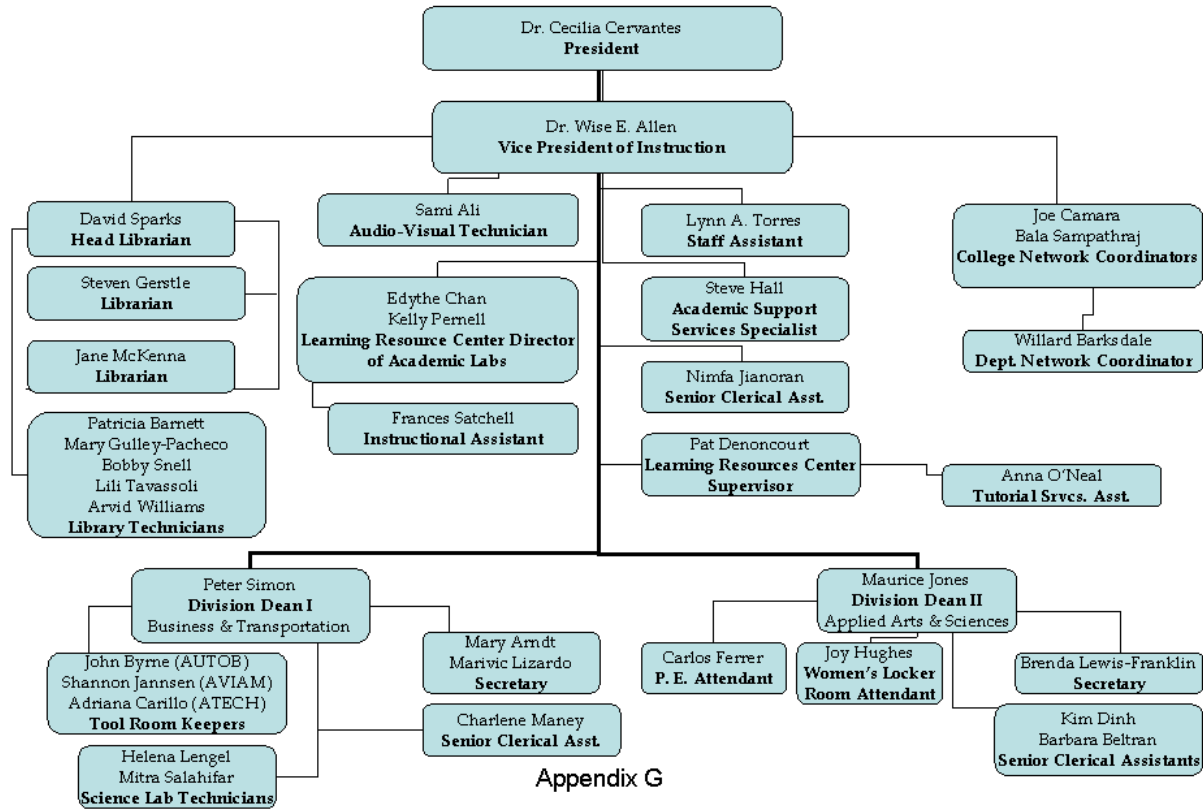 Dr. Cecilia Cervantes
President
Dr. Wise E. Allen
Vice President of Instruction
David Sparks
Head Librarian
Steven Gerstle
Librarian
Jane McKenna
Librarian
Patricia Barnett
Mary Gulley-Pacheco
Bobby Snell
Lili Tavassoli
Arvid Williams
Library Technicians
Sami Ali
Audio-Visual Technician
Edythe Chan
Kelly Pernell
Learning Resource Center Director
of Academic Labs
Frances Satchell
Instructional Assistant
Lynn A. Torres
Staff Assistant
Steve Hall
Academic Support
Services Specialist
Nimfa Jianoran
Senior Clerical Asst.
Pat Denoncourt
Learning Resources Center
Supervisor
Anna O'Neal
Tutorial Srvcs. Asst.
Joe Camara
Bala Sampathraj
College Network Coordinators
Willard Barksdale
Dept. Network Coordinator
Peter Simon
Division Dean I
Business & Transportation
John Byrne (AUTOB)
Shannon Jannsen (AVIAM)
Adriana Carillo (ATECH)
Tool Room Keepers
Helena Lengel
Mitra Salahifar
Science Lab Technicians
Mary Arndt
Marivic Lizardo
Secretary
Charlene Maney
Senior Clerical Asst.
Maurice Jones
Division Dean II
Applied Arts & Sciences
Carlos Ferrer
P. E. Attendant
Joy Hughes
Women's Locker
Room Attendant
Brenda Lewis-Franklin
Secretary
Kim Dinh
Barbara Beltran
Senior Clerical Assistants
Appendix G